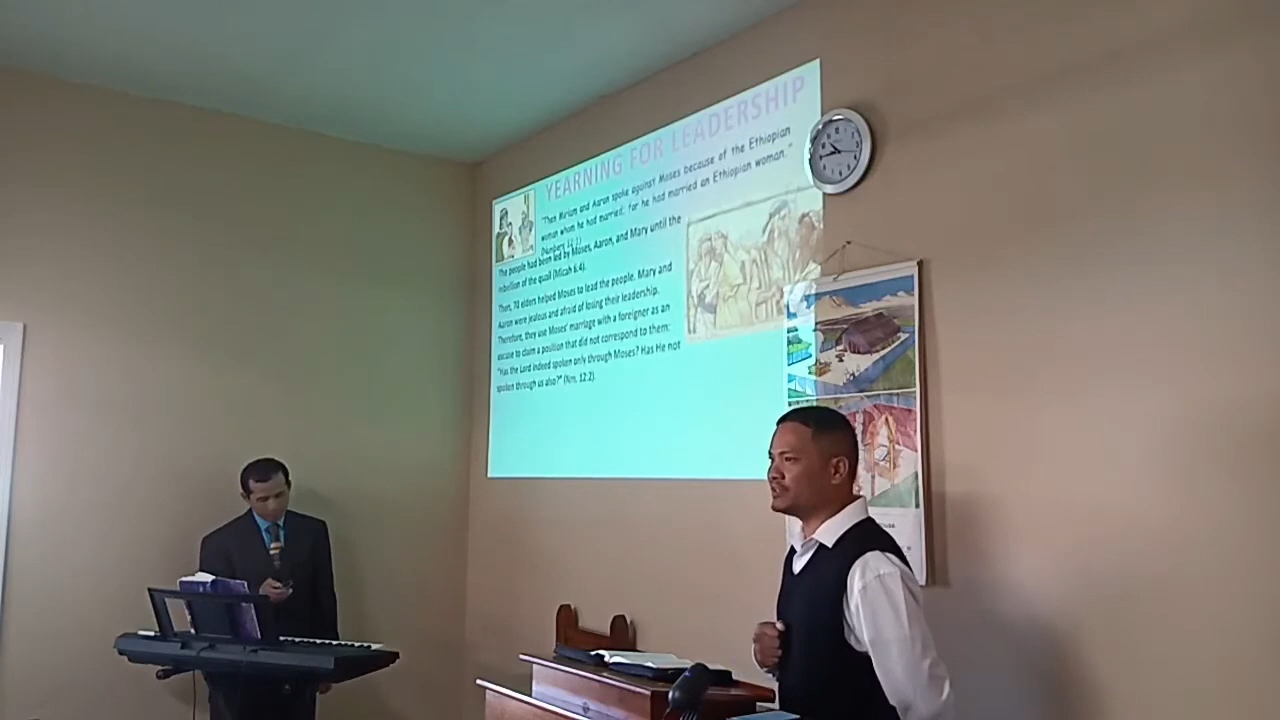 YEARNING FOR LEADERSHIP
"Then Miriam and Aaron spoke against Moses because of the Ethiopian
woman whom he had married; for he had married an Ethiopian woman."
(Numbers 12:1)
The people had been led by Moses, Aaron, and Mary until the
rebellion of the quail (Micah 6:4).
Then, 70 elders helped Moses to lead the people. Mary and
Aaron were jealous and afraid of losing their leadership.
Therefore, they use Moses' marriage with a foreigner as an
excuse to claim a position that did not correspond to them:
"Has the Lord indeed spoken only through Moses? Has He not
spoken through us also?" (Nm. 12:2).